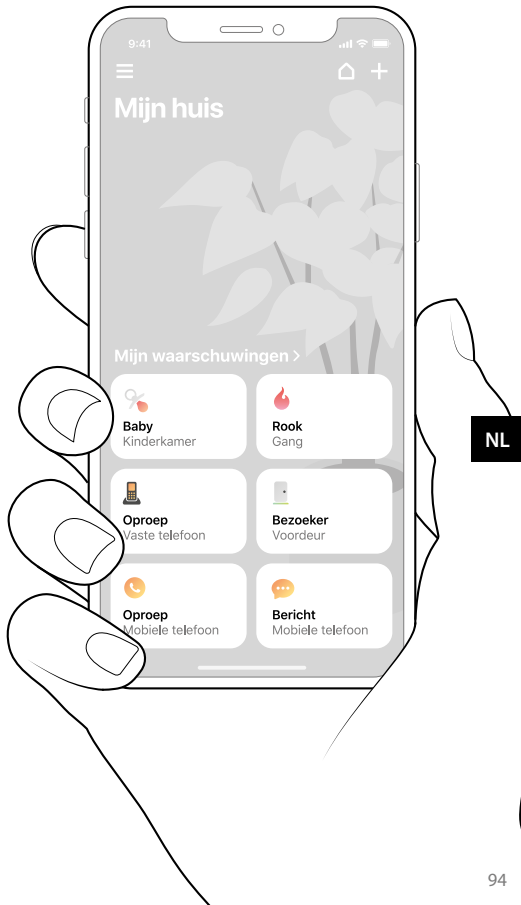 9:41
Mijn huis
Mijn waarschuwingen >
Baby
Kinderkamer
Rook
Gang
NL
Oproep
Vaste telefoon
Bezoeker
Voordeur
Oproep
Mobiele telefoon
Bericht
Mobiele telefoon
94